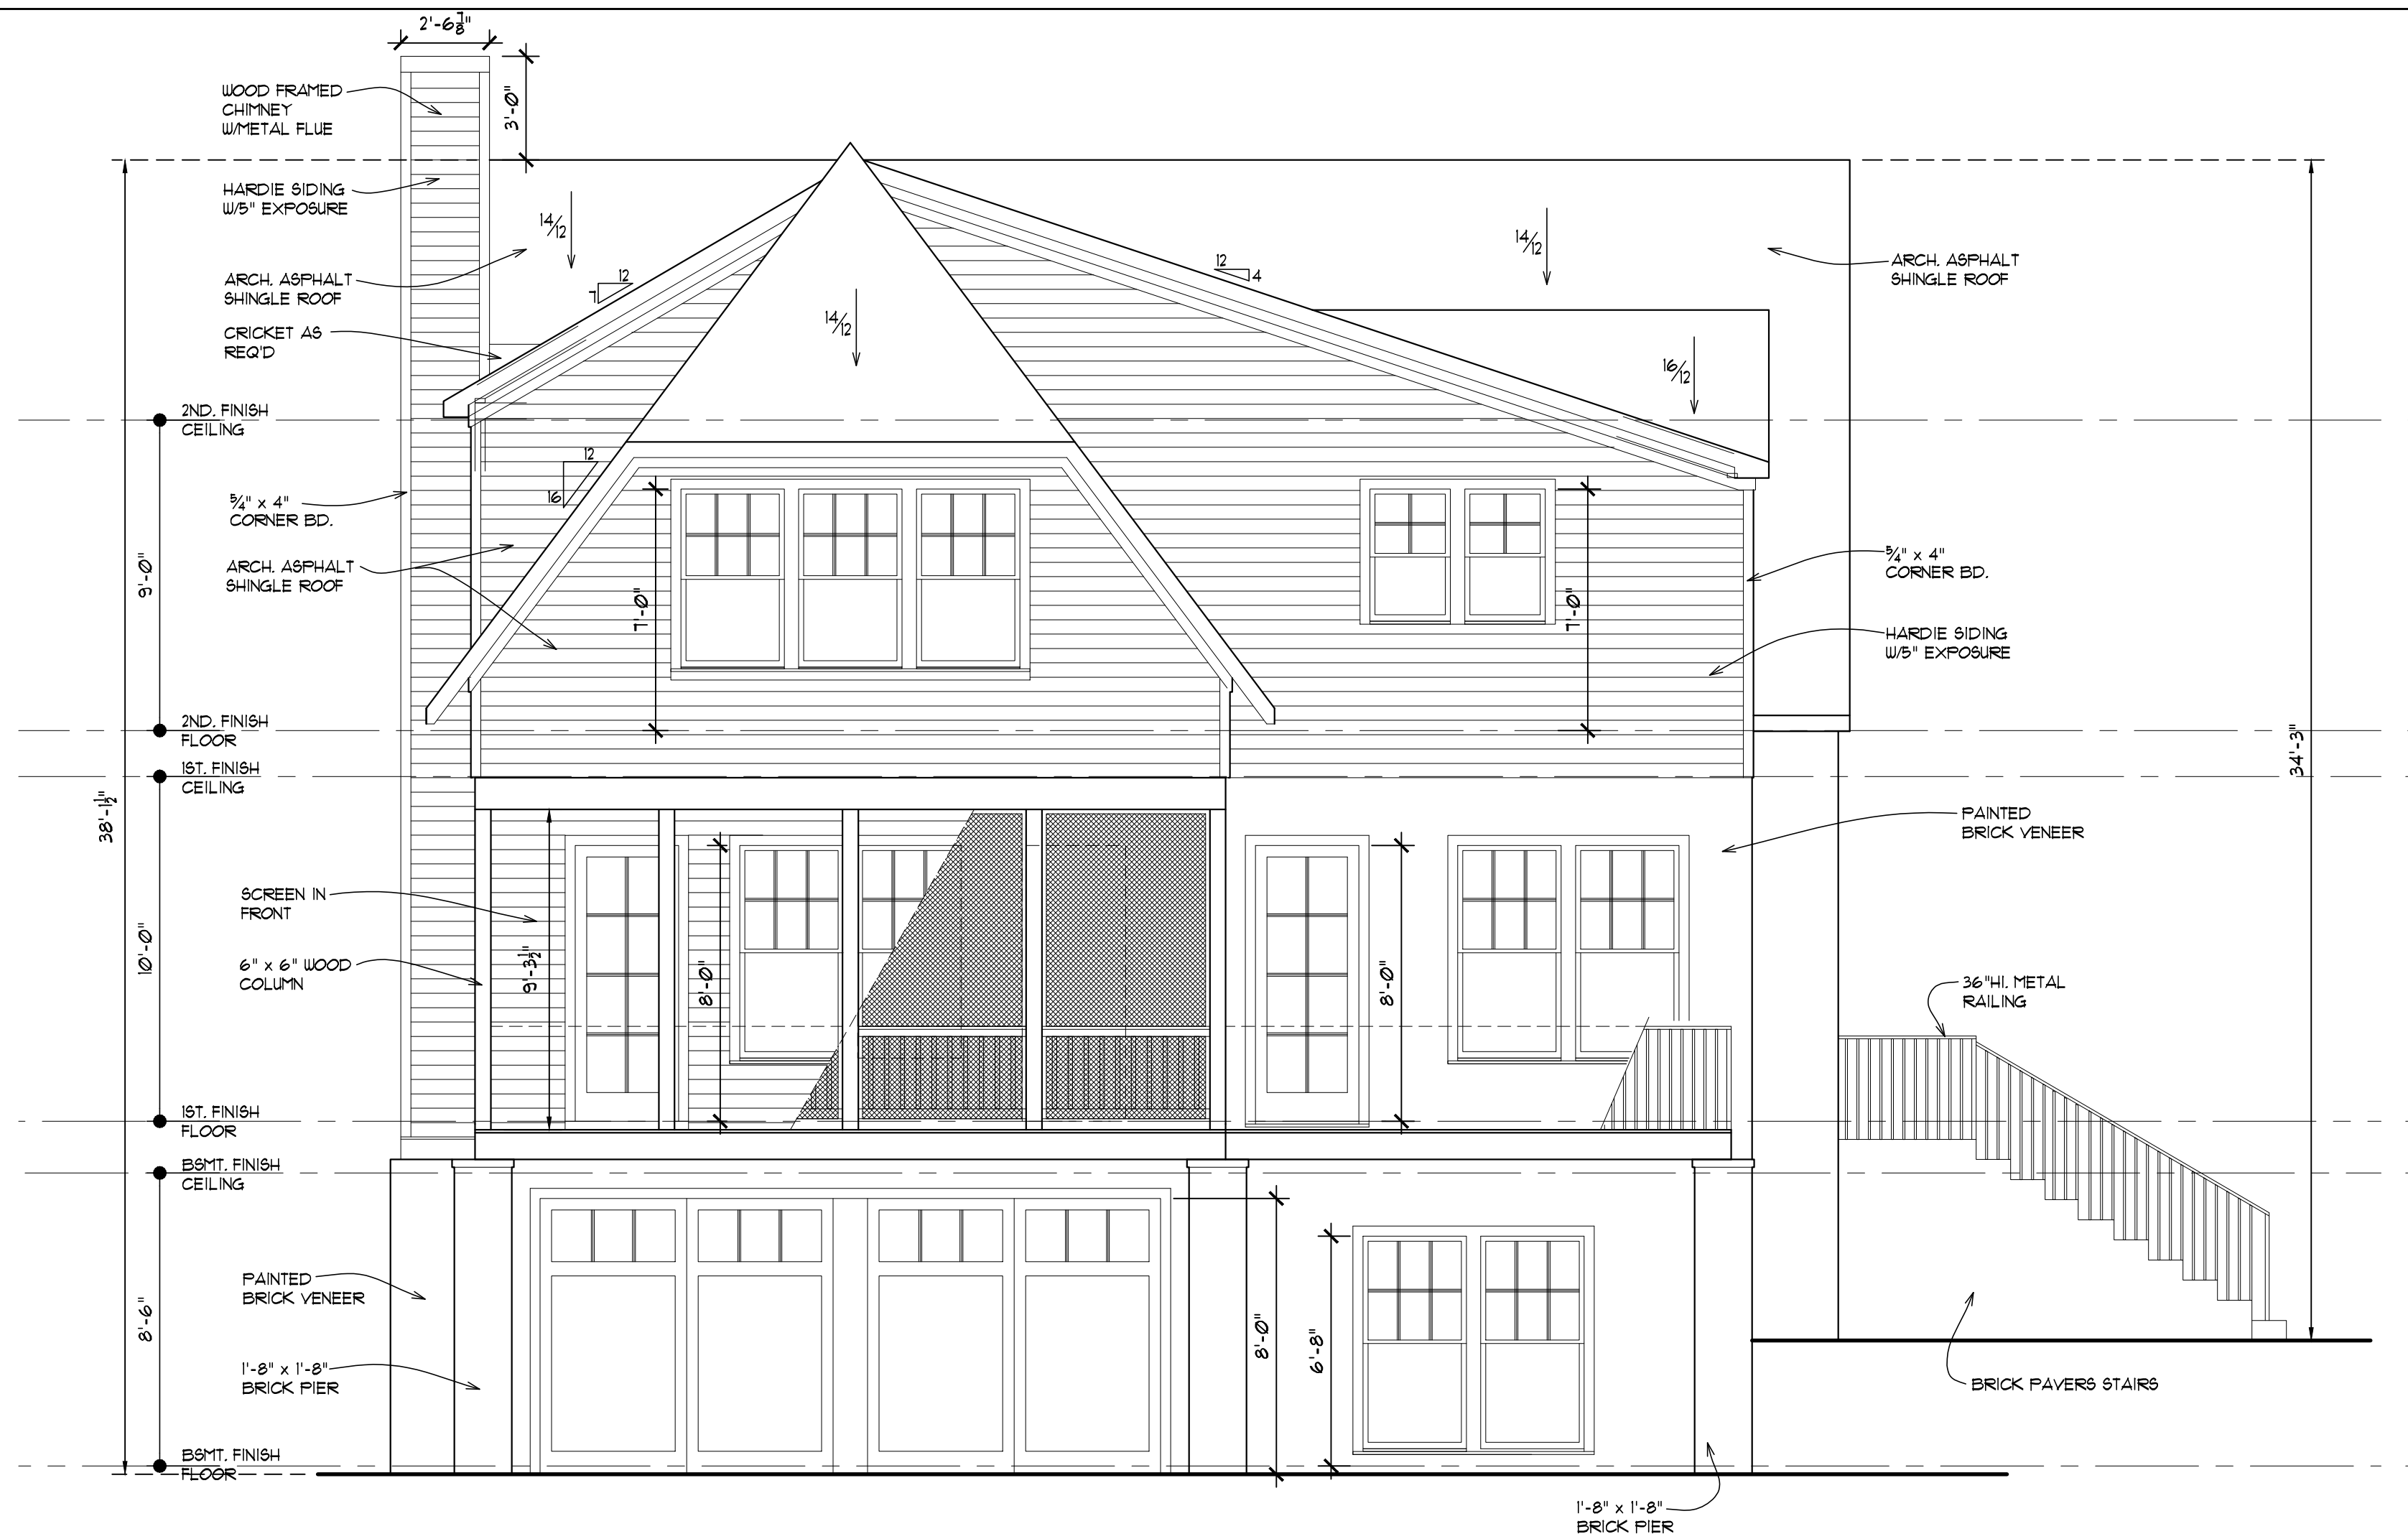 2'-6 7/8"
3'-0"
WOOD FRAMED
CHIMNEY
W/METAL FLUE
HARDIE SIDING
W/5" EXPOSURE
14/12
14/12
ARCH. ASPHALT
SHINGLE ROOF
12
7
12
4
ARCH. ASPHALT
SHINGLE ROOF
14/12
CRICKET AS
REQ'D
16/12
2ND. FINISH
CEILING
12
16
5/4" x 4"
CORNER BD.
9'-0"
ARCH. ASPHALT
SHINGLE ROOF
7'-0"
7'-0"
5/4" x 4"
CORNER BD.
HARDIE SIDING
W/5" EXPOSURE
2ND. FINISH
FLOOR
34'-3"
1ST. FINISH
CEILING
38'-1 1/2"
PAINTED
BRICK VENEER
SCREEN IN
FRONT
10'-0"
6" x 6" WOOD
COLUMN
9'-3 1/2"
8'-0"
8'-0"
36"HI. METAL
RAILING
1ST. FINISH
FLOOR
BSMT. FINISH
CEILING
PAINTED
BRICK VENEER
8'-6"
8'-0"
6'-8"
1'-8" x 1'-8"
BRICK PIER
BRICK PAVERS STAIRS
BSMT. FINISH
FLOOR
1'-8" x 1'-8"
BRICK PIER